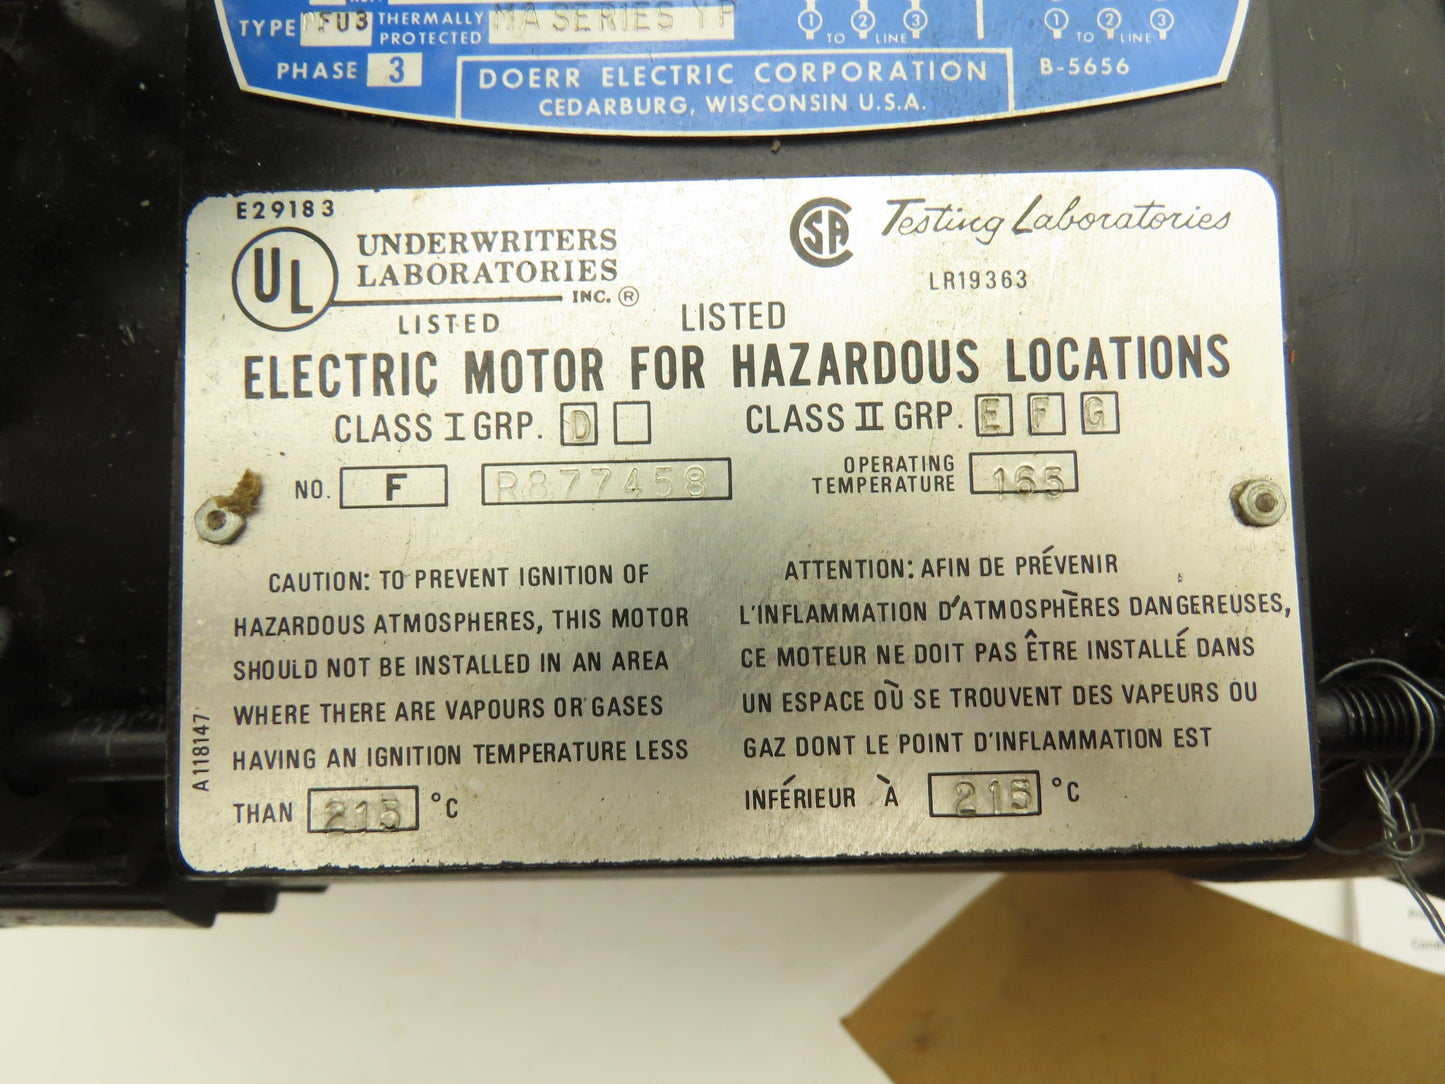 TYPE PFU3 THERMALLY PROTECTED MA SERIES YP
PHASE 3
1 2 3
TO LINE
1 2 3
TO LINE
B-5656
DOERR ELECTRIC CORPORATION
CEDARBURG, WISCONSIN U.S.A.
E29183
UL UNDERWRITERS
LABORATORIES
INC.®
LISTED
SA Testing Laboratories
LR19363
LISTED
ELECTRIC MOTOR FOR HAZARDOUS LOCATIONS
CLASS I GRP. D CLASS II GRP. E F G
NO. F R877458 OPERATING TEMPERATURE 165
CAUTION: TO PREVENT IGNITION OF
HAZARDOUS ATMOSPHERES, THIS MOTOR
SHOULD NOT BE INSTALLED IN AN AREA
WHERE THERE ARE VAPOURS OR GASES
HAVING AN IGNITION TEMPERATURE LESS
THAN 215 °C
ATTENTION: AFIN DE PRÉVENIR
L'INFLAMMATION D'ATMOSPHÈRES DANGEREUSES,
CE MOTEUR NE DOIT PAS ÊTRE INSTALLÉ DANS
UN ESPACE OÙ SE TROUVENT DES VAPEURS OU
GAZ DONT LE POINT D'INFLAMMATION EST
INFÉRIEUR À 215 °C
A118147